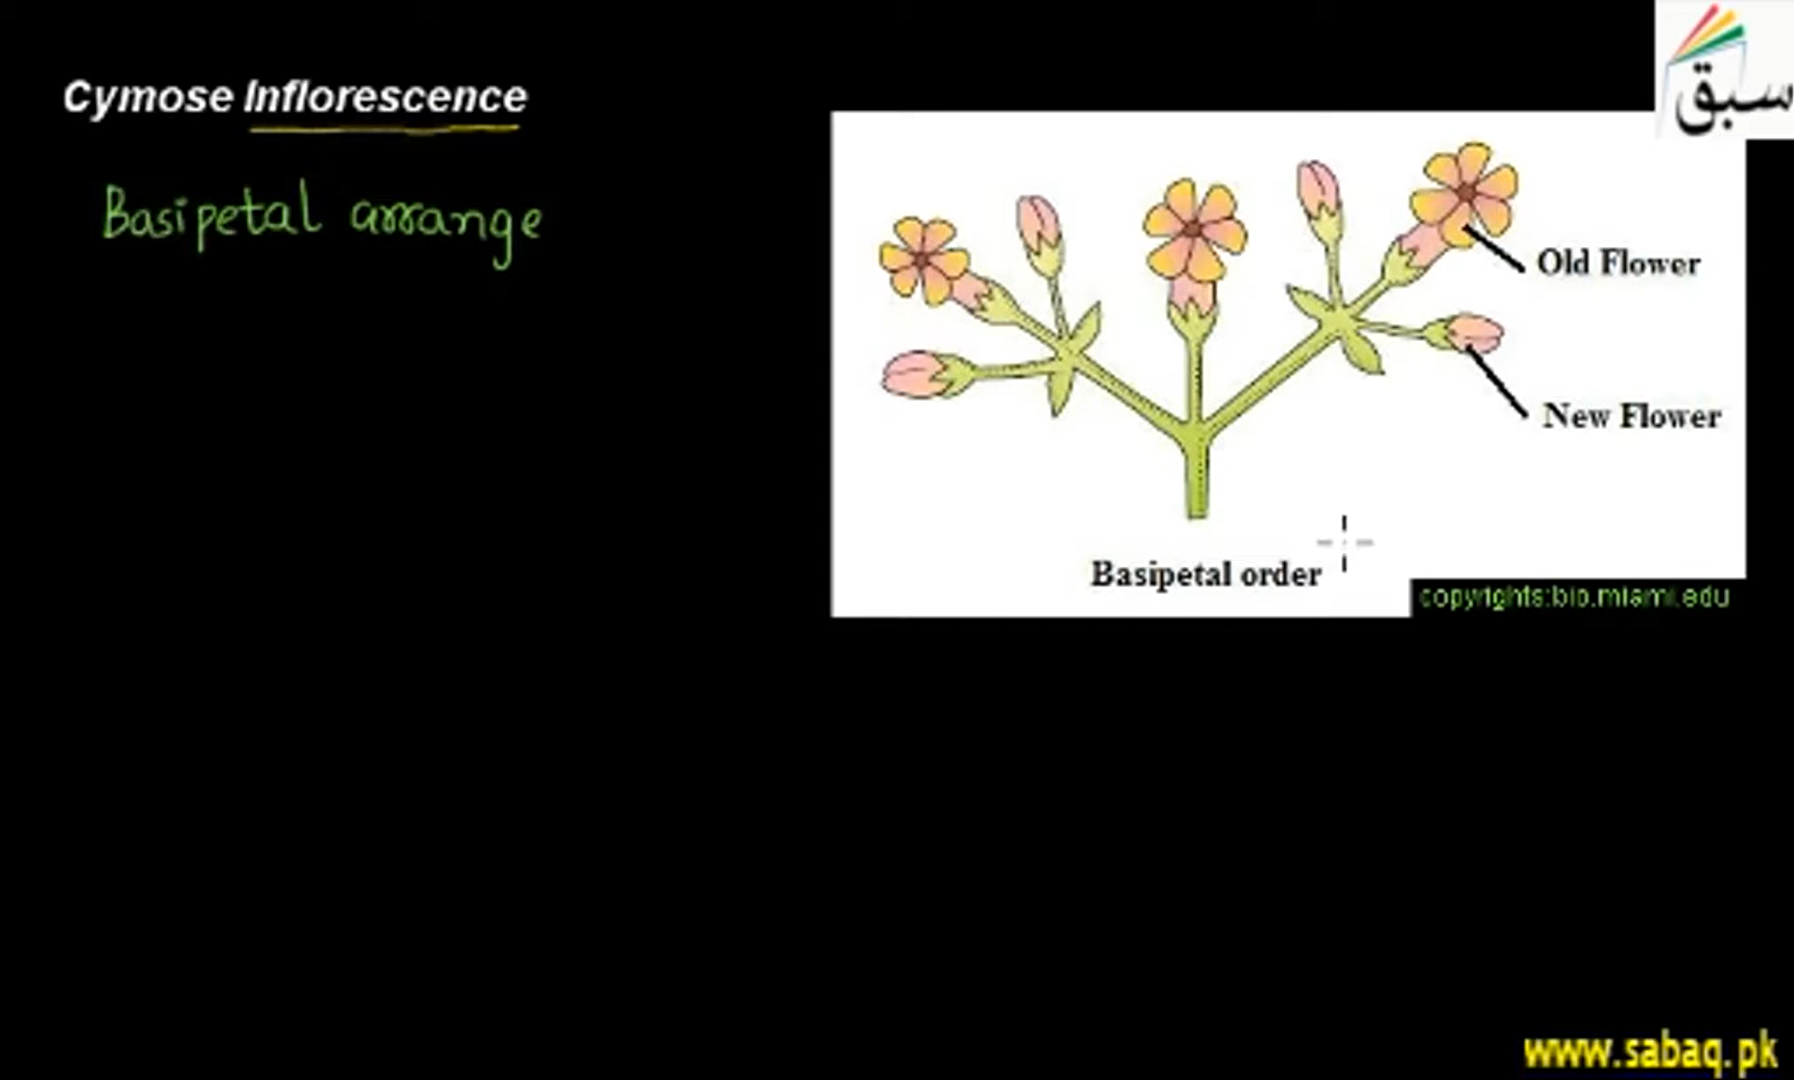 Cymose Inflorescence
Basipetal arrange
سبق
Old Flower
New Flower
Basipetal order
copyrights:bio.miami.edu
www.sabaq.pk